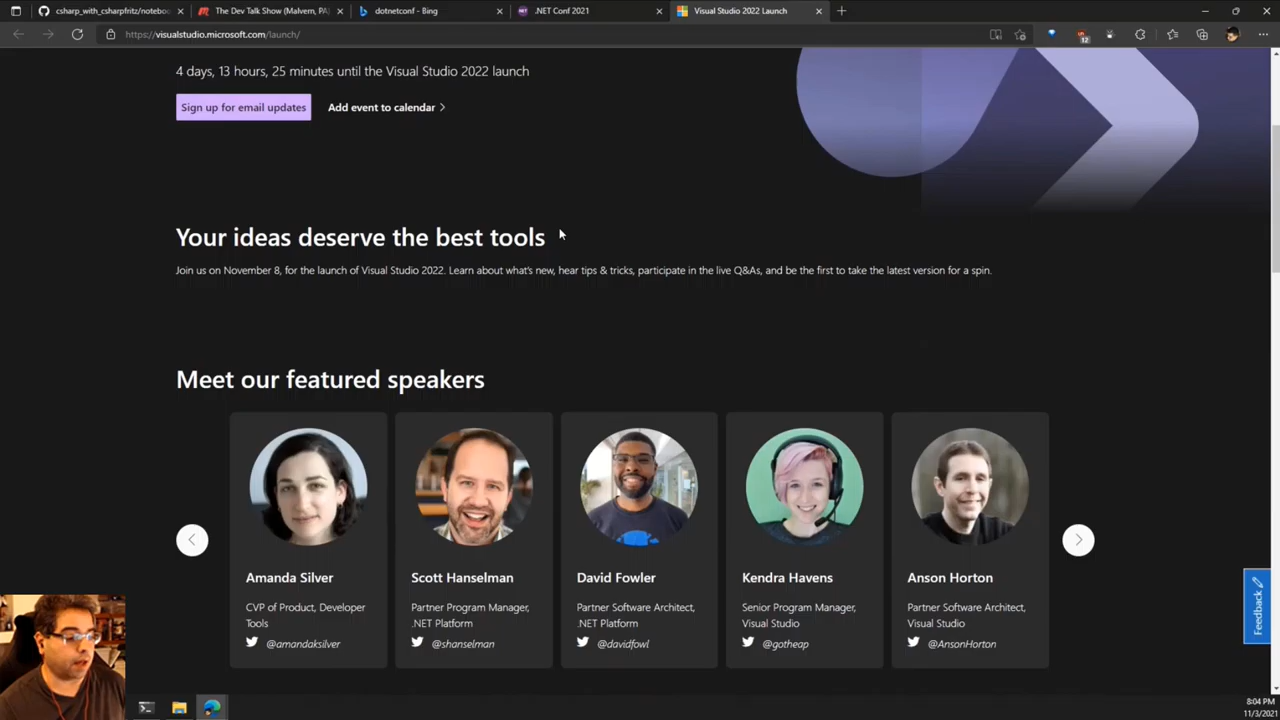 csharp_with_csharpfritz/notebo
The Dev Talk Show (Malvern, PA)
dotnetconf - Bing
.NET Conf 2021
Visual Studio 2022 Launch
https://visualstudio.microsoft.com/launch/
12
4 days, 13 hours, 25 minutes until the Visual Studio 2022 launch
Sign up for email updates
Add event to calendar
Your ideas deserve the best tools
Join us on November 8, for the launch of Visual Studio 2022. Learn about what's new, hear tips & tricks, participate in the live Q&As, and be the first to take the latest version for a spin.
Meet our featured speakers
Amanda Silver
CVP of Product, Developer
Tools
@amandaksilver
Scott Hanselman
Partner Program Manager,
.NET Platform
@shanselman
David Fowler
Partner Software Architect,
.NET Platform
@davidfowl
Kendra Havens
Senior Program Manager,
Visual Studio
@gotheap
Anson Horton
Partner Software Architect,
Visual Studio
@AnsonHorton
Feedback
8:04 PM
11/3/2021